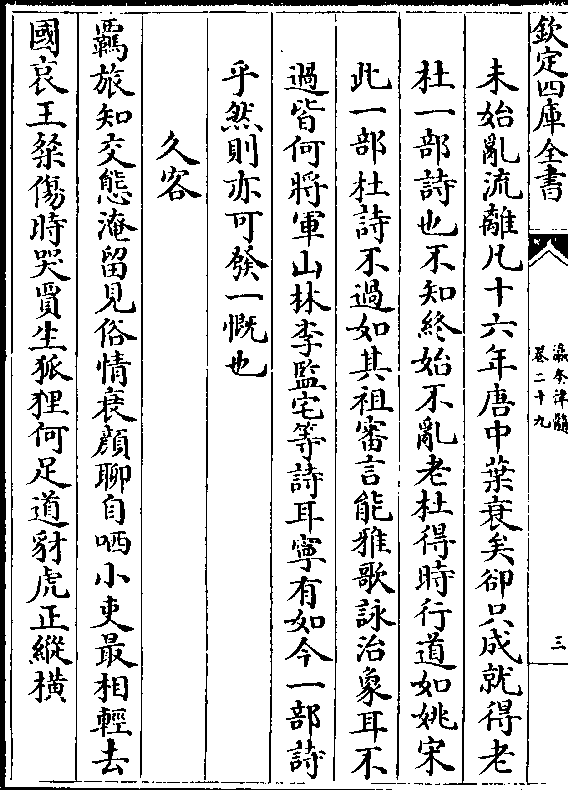 欽定四庫全書
瀛奎律髓
卷二十九
三
未始亂流離凡十六年唐中葉衰矣卻只成就得老
杜一部詩也不知終始不亂老杜得時行道如姚宋
此一部杜詩不過如其祖審言能雅歌詠治象耳不
過皆何將軍山林李監宅等詩耳寧有如今一部詩
乎然則亦可發一慨也
久客
羈旅知交態淹留見俗情衰顏聊自哂小吏最相輕去
國哀王粲傷時哭賈生狐狸何足道豺虎正縱橫